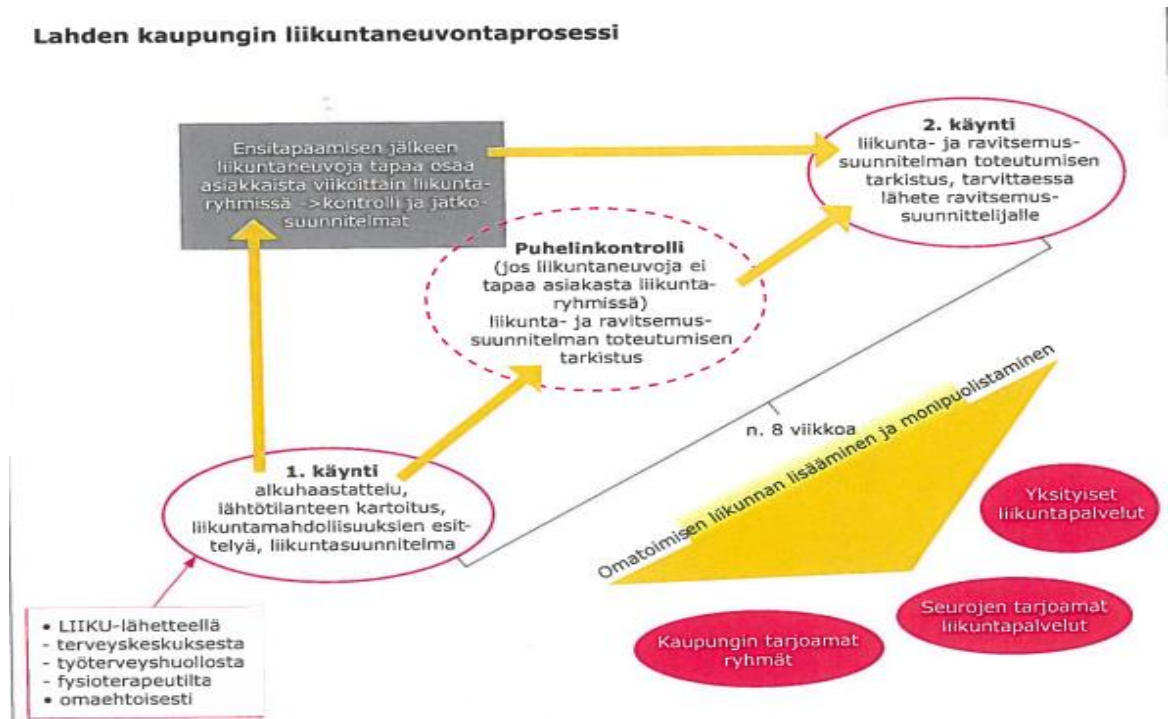 Lahden kaupungin liikuntaneuvontaprosessi
Ensitapaamisen jälkeen
liikuntaneuvoja tapaa osaa
asiakkaista viikoittain liikunta-
ryhmissä ->kontrolli ja jatko-
suunnitelmat
2. käynti
liikunta- ja ravitsemus-
suunnitelman toteutumisen
tarkistus, tarvittaessa
lähete ravitsemus-
suunnittelijalle
Puhelinkontrolli
(jos liikuntaneuvoja ei
tapaa asiakasta liikunta-
ryhmissä)
liikunta- ja ravitsemus-
suunnitelman toteutumisen
tarkistus
n. 8 viikkoa
Omatoimisen liikunnan lisääminen ja monipuolistaminen
1. käynti
alkuhaastattelu,
lähtötilanteen kartoitus,
liikuntamahdollisuuksien esit-
telyä, liikuntasuunnitelma
Yksityiset
liikuntapalvelut
Seurojen tarjoamat
liikuntapalvelut
Kaupungin tarjoamat
ryhmät
• LIIKU-lähetteellä
- terveyskeskuksesta
- työterveyshuollosta
- fysioterapeutilta
• omaehtoisesti